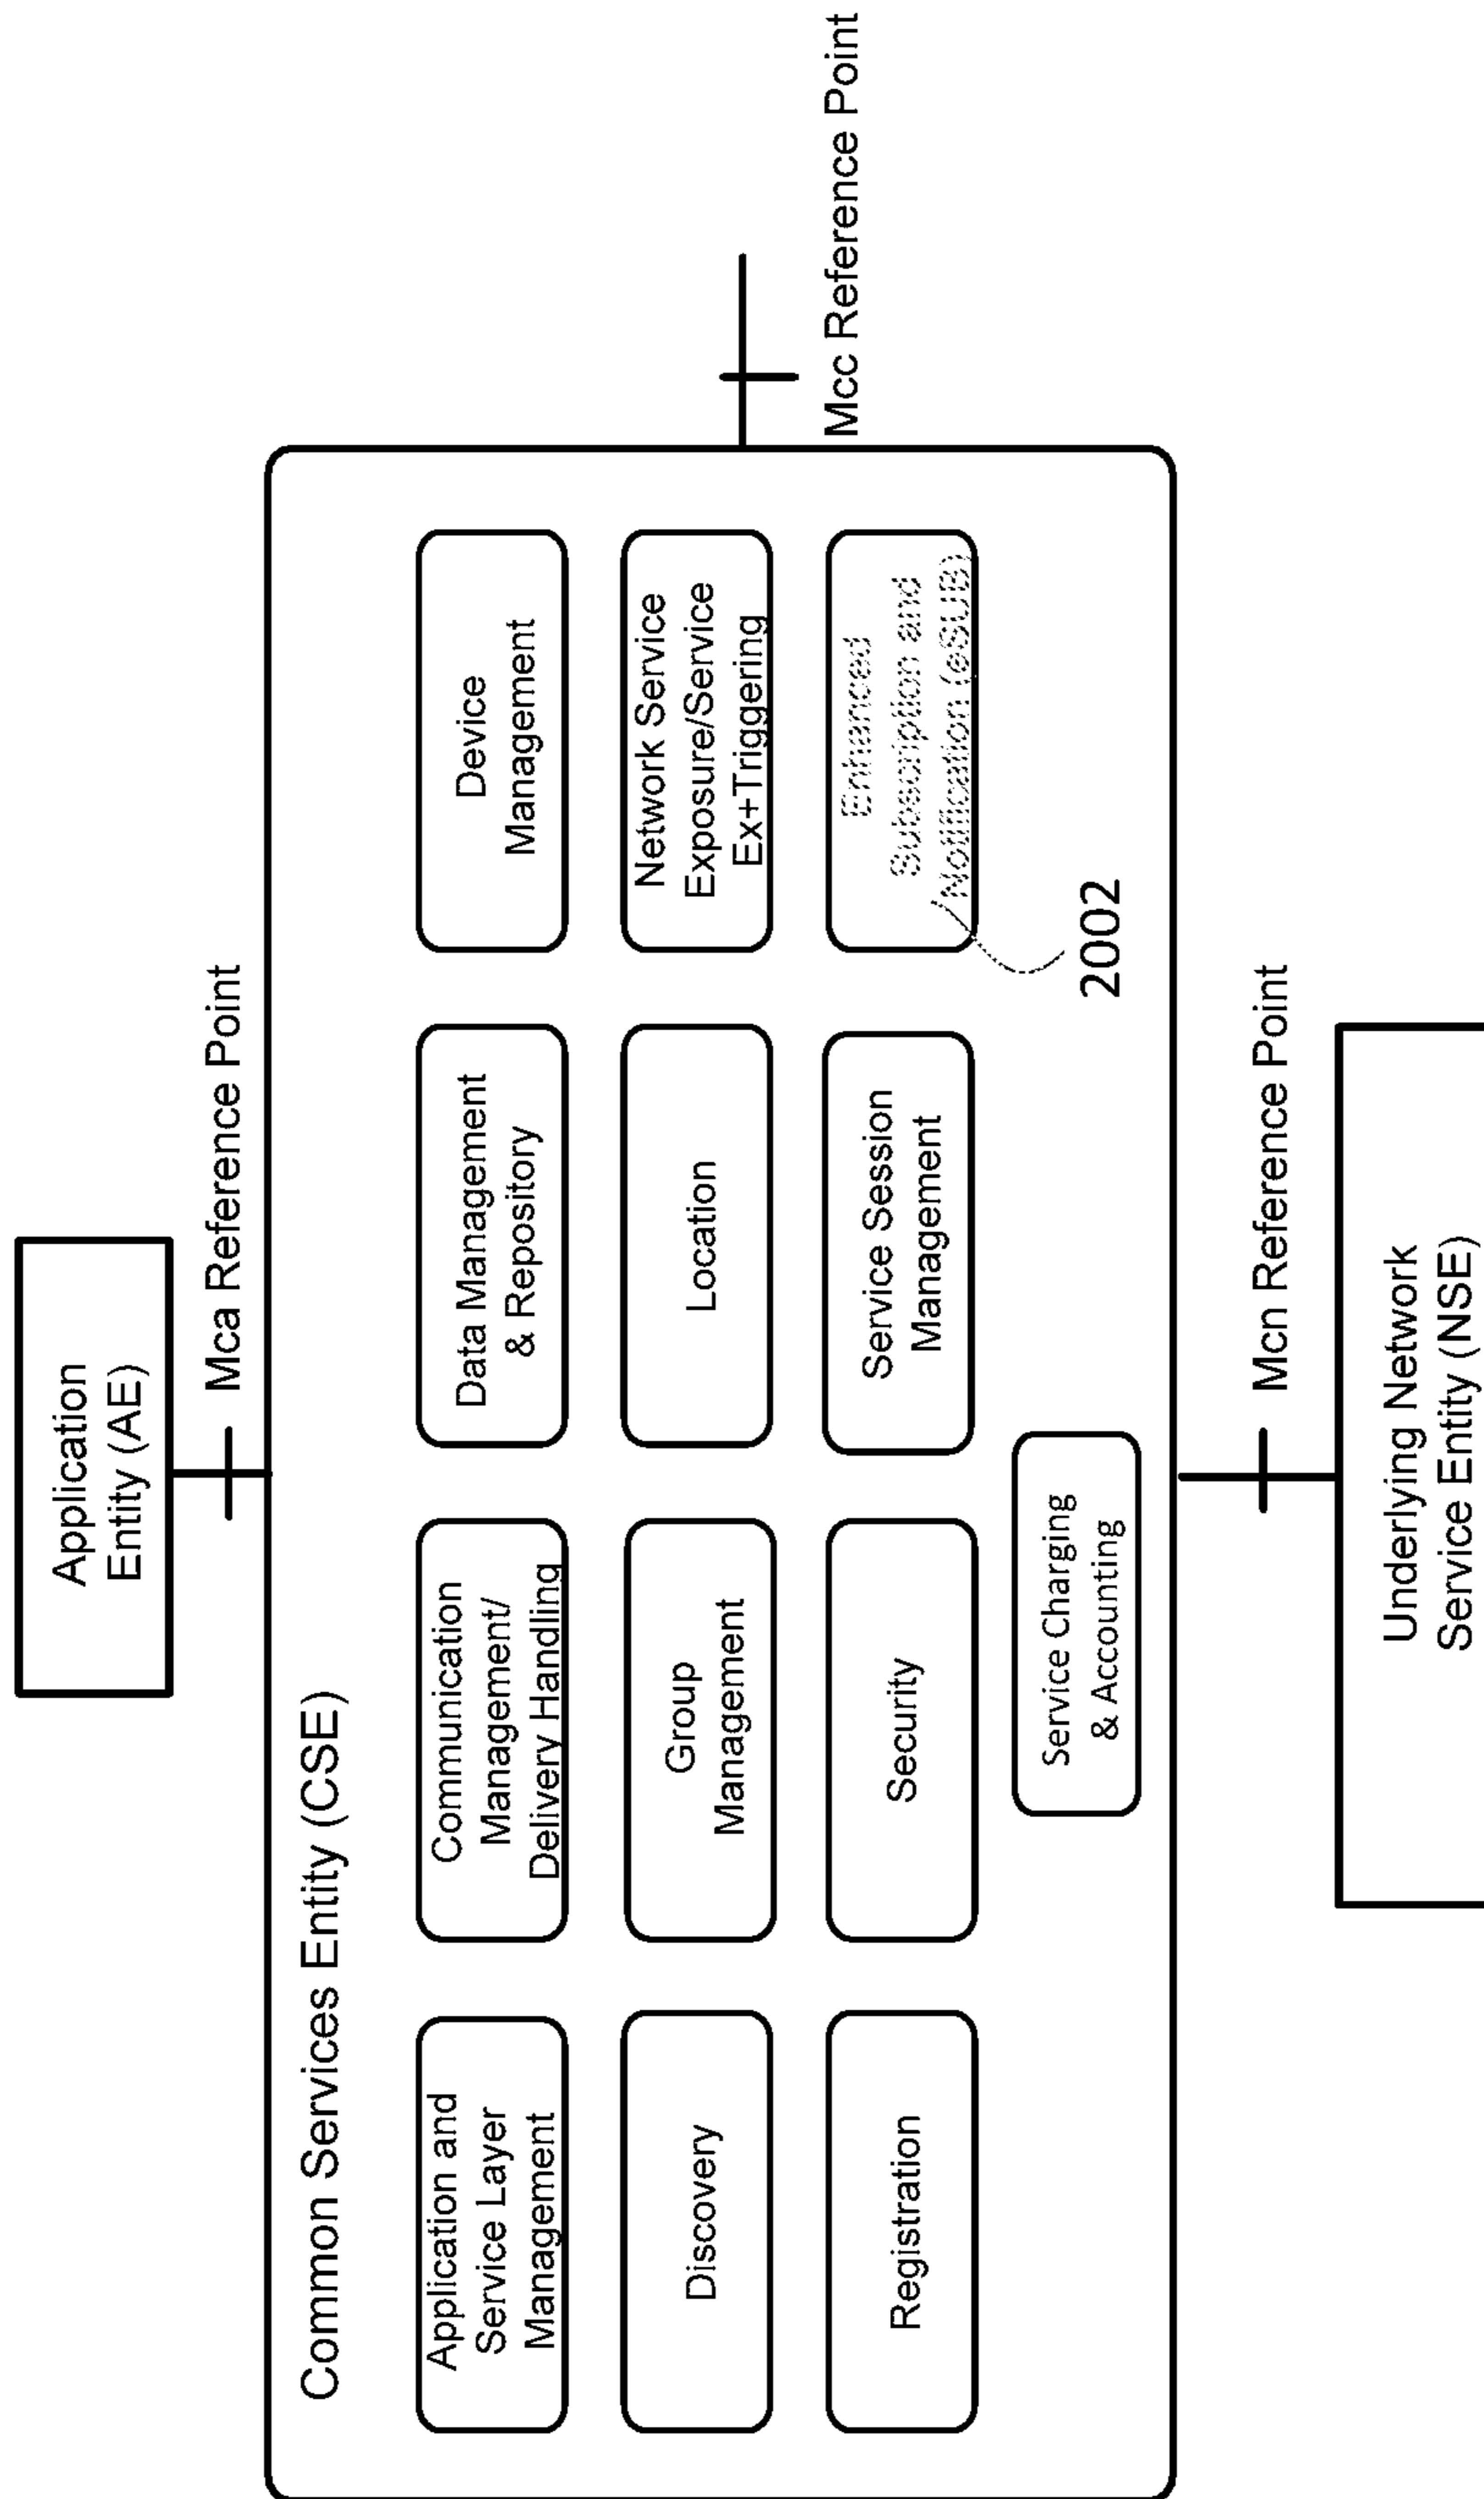 Application
Entity (AE)
Mca Reference Point
Common Services Entity (CSE)
Application and
Service Layer
Management
Communication
Management/
Delivery Handling
Data Management
& Repository
Device
Management
Discovery
Group
Management
Location
Network Service
Exposure/Service
Ex+Triggering
Mcc Reference Point
Registration
Security
Service Session
Management
Enhanced
Subscription and
Notification (eSUB)
2002
Service Charging
& Accounting
Mcn Reference Point
Underlying Network
Service Entity (NSE)